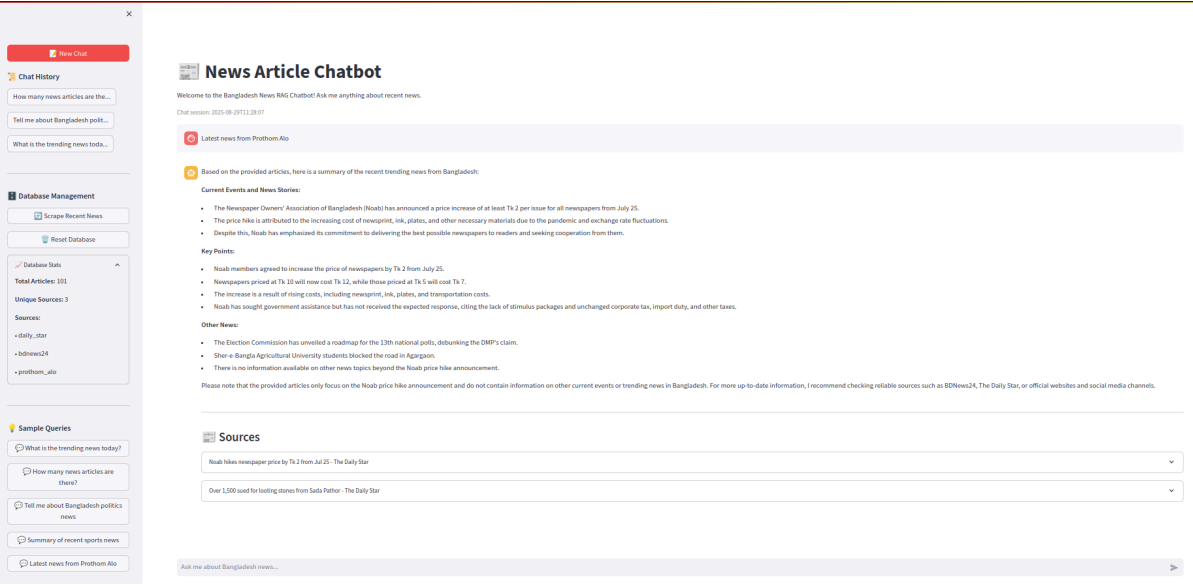 ×
📝 New Chat
📜 Chat History
How many news articles are the...
Tell me about Bangladesh polit...
What is the trending news toda...
🗄️ Database Management
🔄 Scrape Recent News
🗑️ Reset Database
📈 Database Stats
Total Articles: 101
Unique Sources: 3
Sources:
• daily_star
• bdnews24
• prothom_alo
💡 Sample Queries
💬 What is the trending news today?
💬 How many news articles are
there?
💬 Tell me about Bangladesh politics
news
💬 Summary of recent sports news
💬 Latest news from Prothom Alo
📰 News Article Chatbot
Welcome to the Bangladesh News RAG Chatbot! Ask me anything about recent news.
Chat session: 2025-08-29T11:28:07
Latest news from Prothom Alo
Based on the provided articles, here is a summary of the recent trending news from Bangladesh:
Current Events and News Stories:
• The Newspaper Owners' Association of Bangladesh (Noab) has announced a price increase of at least Tk 2 per issue for all newspapers from July 25.
• The price hike is attributed to the increasing cost of newsprint, ink, plates, and other necessary materials due to the pandemic and exchange rate fluctuations.
• Despite this, Noab has emphasized its commitment to delivering the best possible newspapers to readers and seeking cooperation from them.
Key Points:
• Noab members agreed to increase the price of newspapers by Tk 2 from July 25.
• Newspapers priced at Tk 10 will now cost Tk 12, while those priced at Tk 5 will cost Tk 7.
• The increase is a result of rising costs, including newsprint, ink, plates, and transportation costs.
• Noab has sought government assistance but has not received the expected response, citing the lack of stimulus packages and unchanged corporate tax, import duty, and other taxes.
Other News:
• The Election Commission has unveiled a roadmap for the 13th national polls, debunking the DMP's claim.
• Sher-e-Bangla Agricultural University students blocked the road in Agargaon.
• There is no information available on other news topics beyond the Noab price hike announcement.
Please note that the provided articles only focus on the Noab price hike announcement and do not contain information on other current events or trending news in Bangladesh. For more up-to-date information, I recommend checking reliable sources such as BDNews24, The Daily Star, or official websites and social media channels.
📰 Sources
Noab hikes newspaper price by Tk 2 from Jul 25 - The Daily Star
Over 1,500 sued for looting stones from Sada Pathor - The Daily Star
Ask me about Bangladesh news...